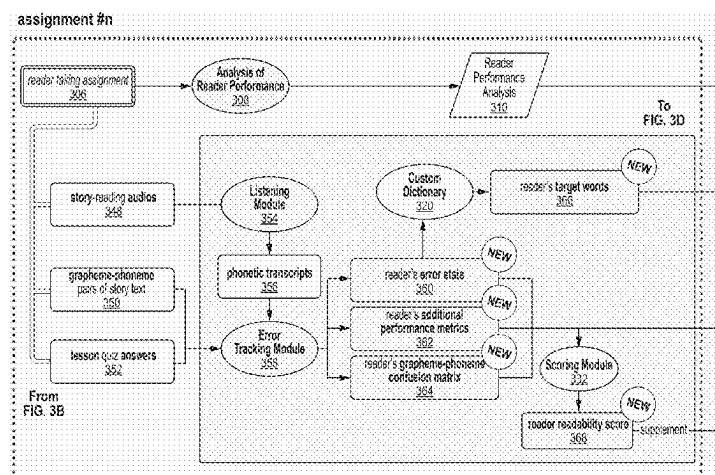 assignment #n
reader taking assignment
306
Analysis of
Reader Performance
308
Reader
Performance
Analysis
310
To
FIG. 3D
story-reading audios
348
Listening
Module
354
Custom
Dictionary
320
reader's target words
366
NEW
grapheme-phoneme
pairs of story text
350
phonetic transcripts
356
reader's error stats
360
NEW
reader's additional
performance metrics
362
NEW
lesson quiz answers
352
Error
Tracking Module
358
reader's grapheme-phoneme
confusion matrix
364
NEW
Scoring Module
332
From
FIG. 3B
reader readability score
368
NEW
supplement